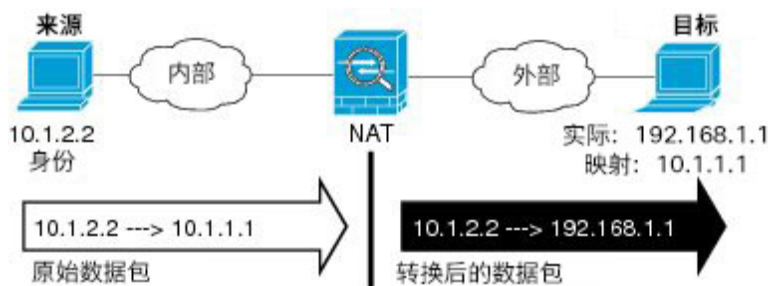 来源
目标
内部
外部
10.1.2.2
身份
NAT
实际: 192.168.1.1
映射: 10.1.1.1
10.1.2.2 ---> 10.1.1.1
10.1.2.2 ---> 192.168.1.1
原始数据包
转换后的数据包